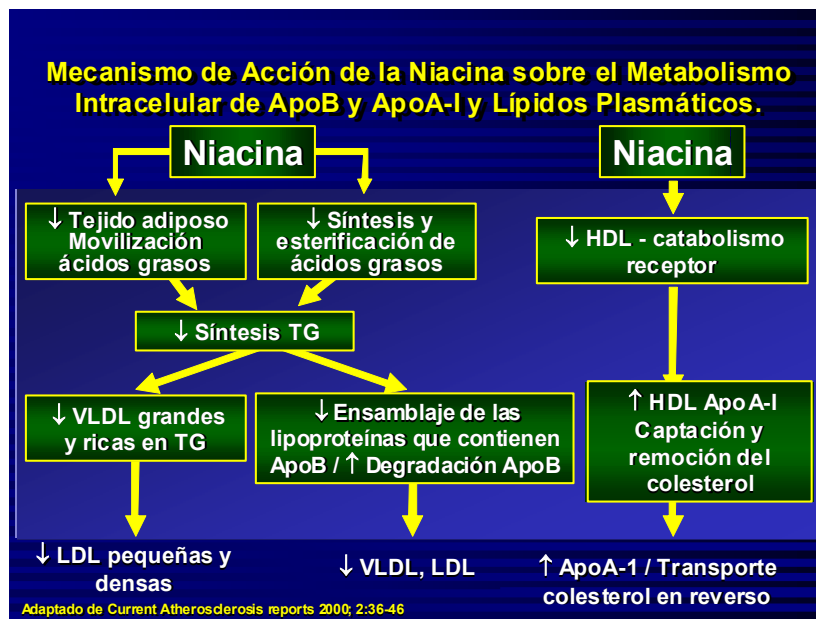 Mecanismo de Acción de la Niacina sobre el Metabolismo
Intracelular de ApoB y ApoA-I y Lípidos Plasmáticos.
Niacina
Niacina
↓ Tejido adiposo
Movilización
ácidos grasos
↓ Síntesis y
esterificación de
ácidos grasos
↓ HDL - catabolismo
receptor
↓ Síntesis TG
↓ VLDL grandes
y ricas en TG
↓ Ensamblaje de las
lipoproteínas que contienen
ApoB / ↑ Degradación ApoB
↑ HDL ApoA-I
Captación y
remoción del
colesterol
↓ LDL pequeñas y
densas
↓ VLDL, LDL
↑ ApoA-1 / Transporte
colesterol en reverso
Adaptado de Current Atherosclerosis reports 2000; 2:36-46